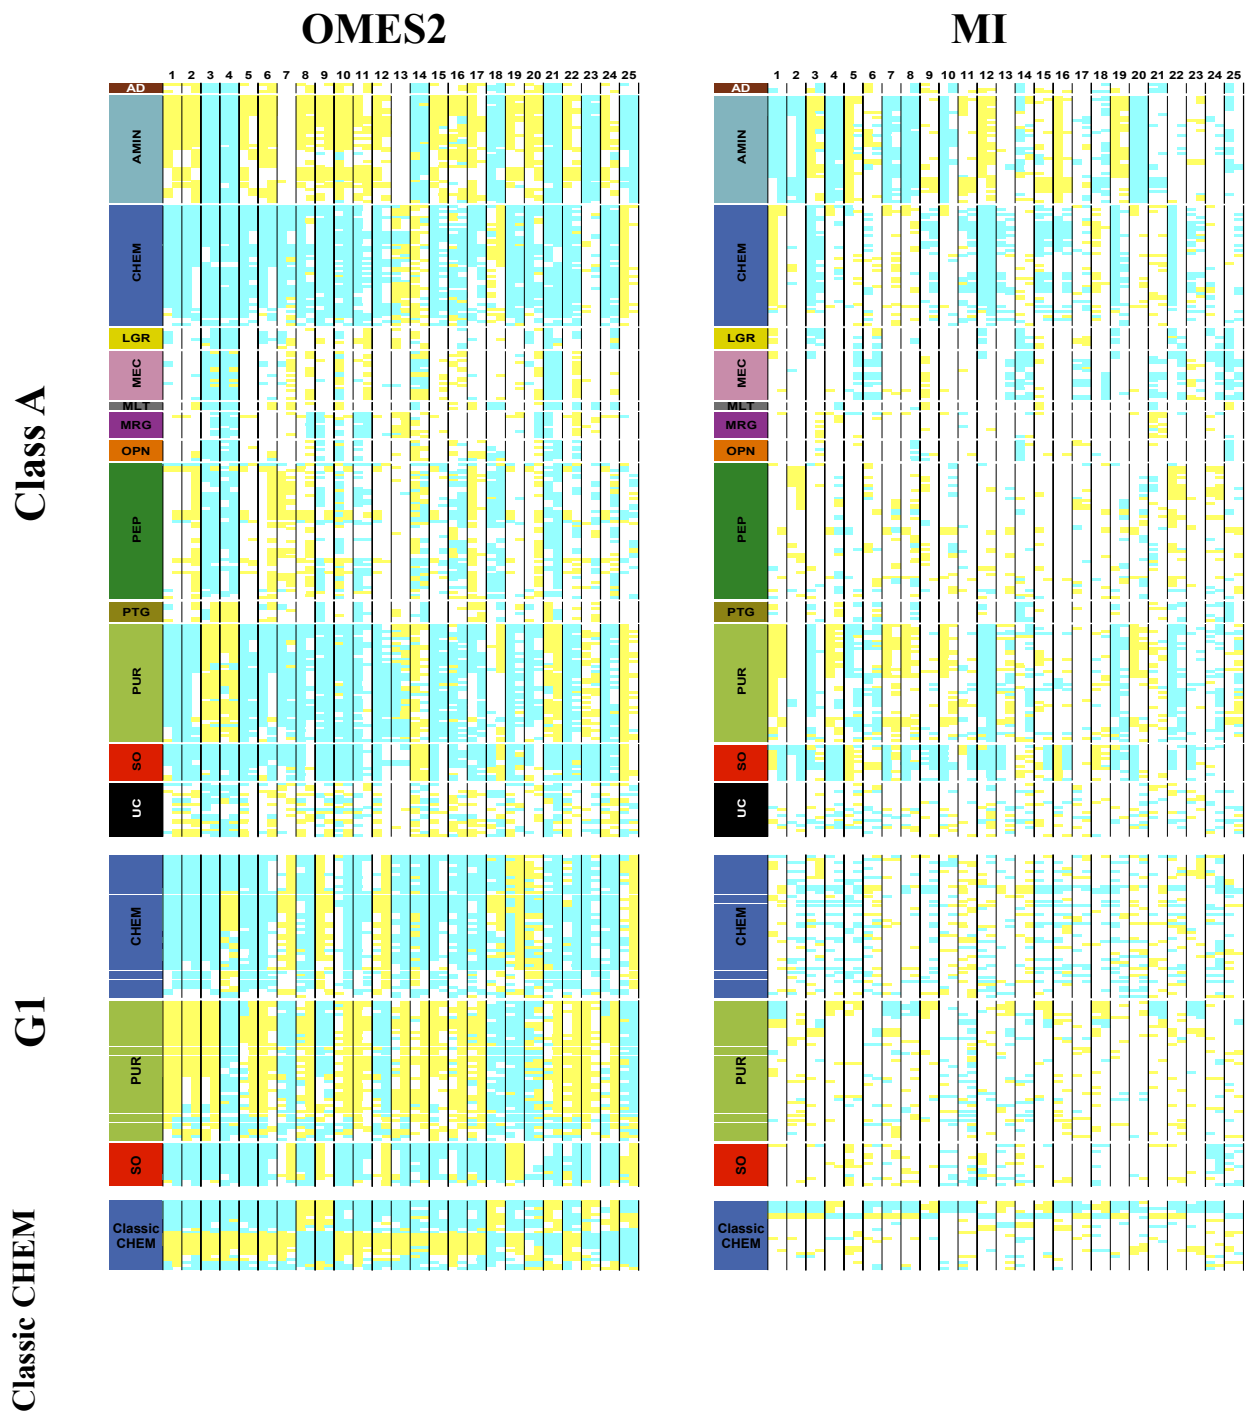 OMES2 MI
1 2 3 4 5 6 7 8 9 10 11 12 13 14 15 16 17 18 19 20 21 22 23 24 25
1 2 3 4 5 6 7 8 9 10 11 12 13 14 15 16 17 18 19 20 21 22 23 24 25
Class A
AD
AMIN
CHEM
LGR
MEC
MLT
MRG
OPN
PEP
PTG
PUR
SO
UC
AD
AMIN
CHEM
LGR
MEC
MLT
MRG
OPN
PEP
PTG
PUR
SO
UC
G1
CHEM
PUR
SO
CHEM
PUR
SO
Classic CHEM
Classic
CHEM
Classic
CHEM